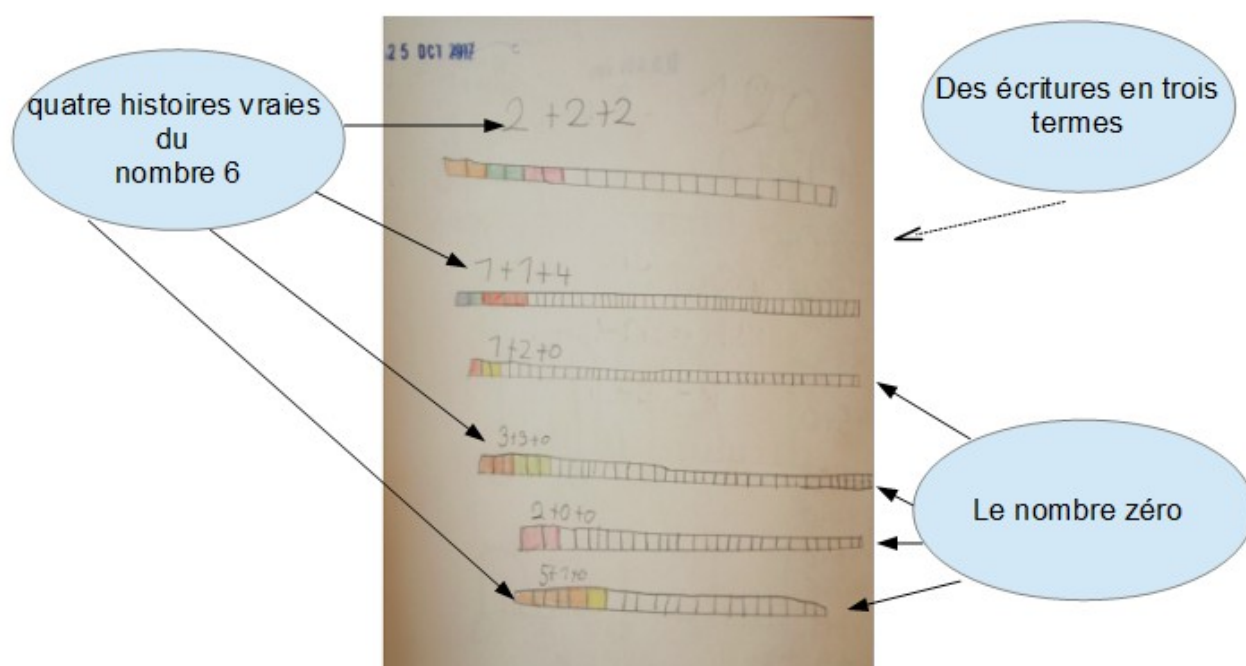 quatre histoires vraies
du
nombre 6
25 OCT 2017
2+2+2
Des écritures en trois
termes
1+1+4
1+2+0
3+3+0
2+0+0
5+1+0
Le nombre zéro